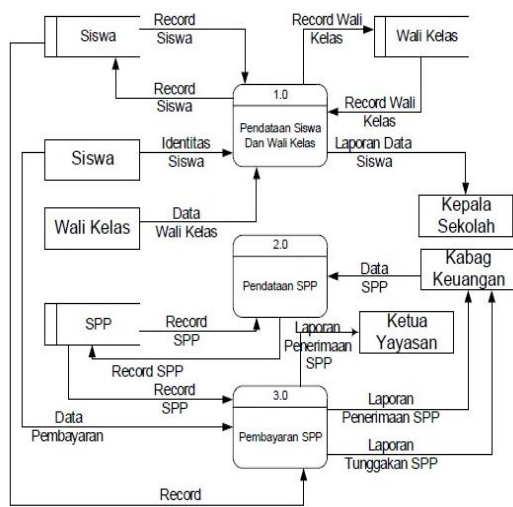 Siswa
Record
Siswa
Record Wali
Kelas
Wali Kelas
Record
Siswa
1.0
Pendataan Siswa
Dan Wali Kelas
Record Wali
Kelas
Siswa
Identitas
Siswa
Laporan Data
Siswa
Wali Kelas
Data
Wali Kelas
Kepala
Sekolah
2.0
Pendataan SPP
Data
SPP
Kabag
Keuangan
SPP
Record
SPP
Laporan
Penerimaan
SPP
Ketua
Yayasan
Record SPP
Record
SPP
3.0
Pembayaran SPP
Data
Pembayaran
Laporan
Penerimaan SPP
Laporan
Tunggakan SPP
Record